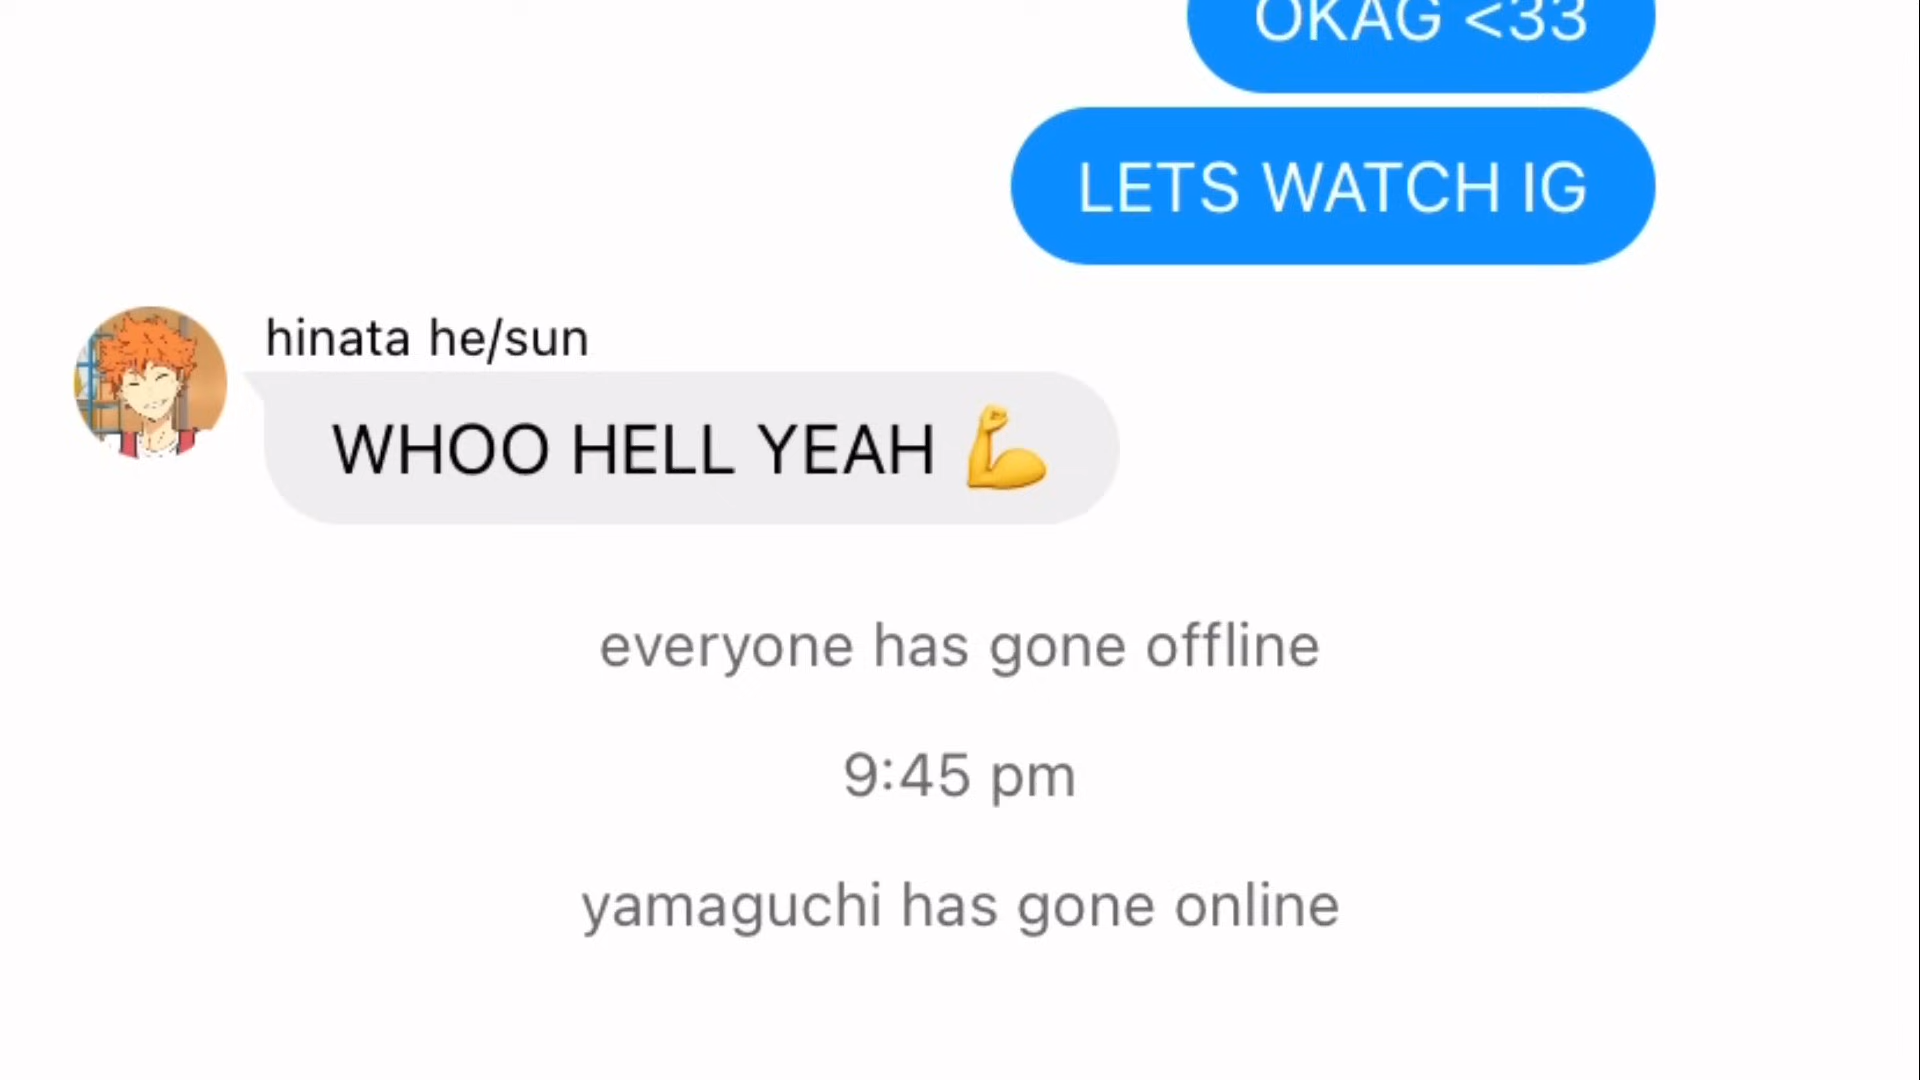 OKAG <33
LETS WATCH IG
hinata he/sun
WHOO HELL YEAH 💪
everyone has gone offline
9:45 pm
yamaguchi has gone online